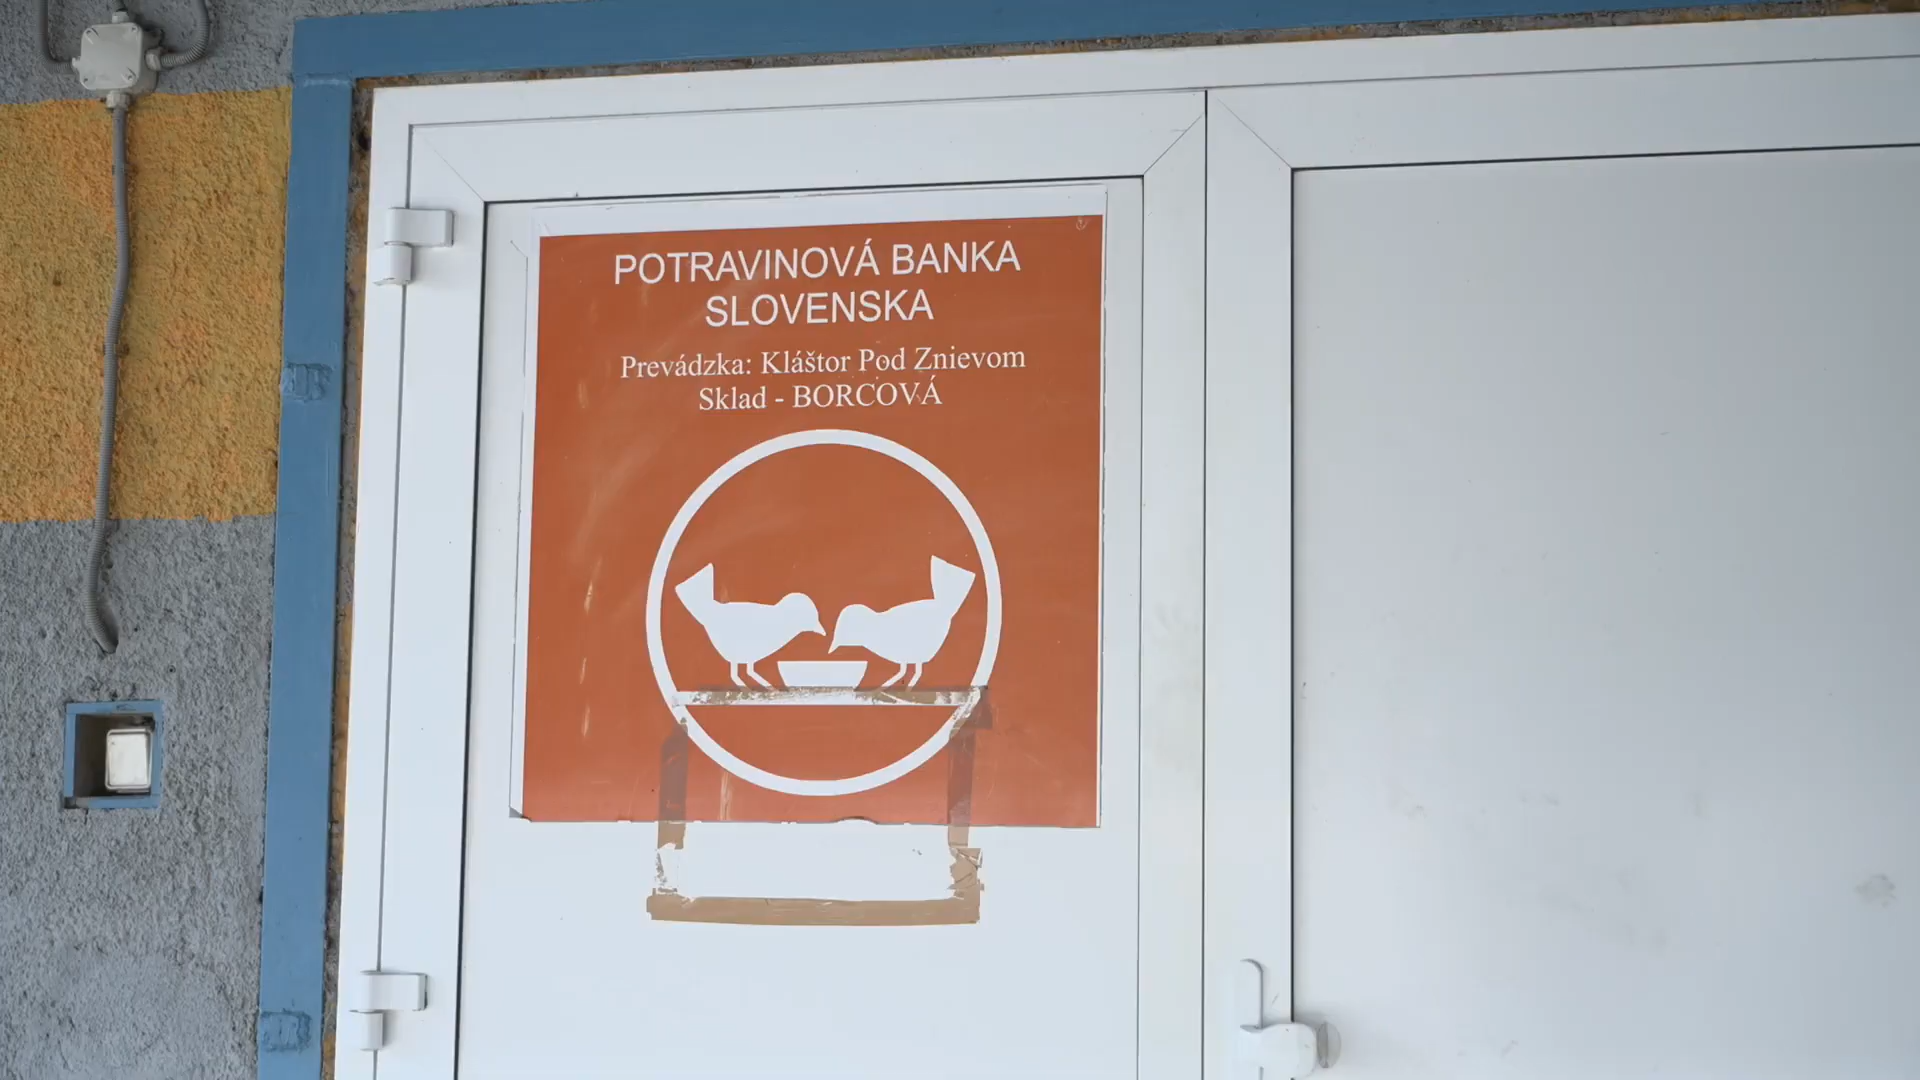 POTRAVINOVÁ BANKA
SLOVENSKA
Prevádzka: Kláštor Pod Znievom
Sklad - BORCOVÁ